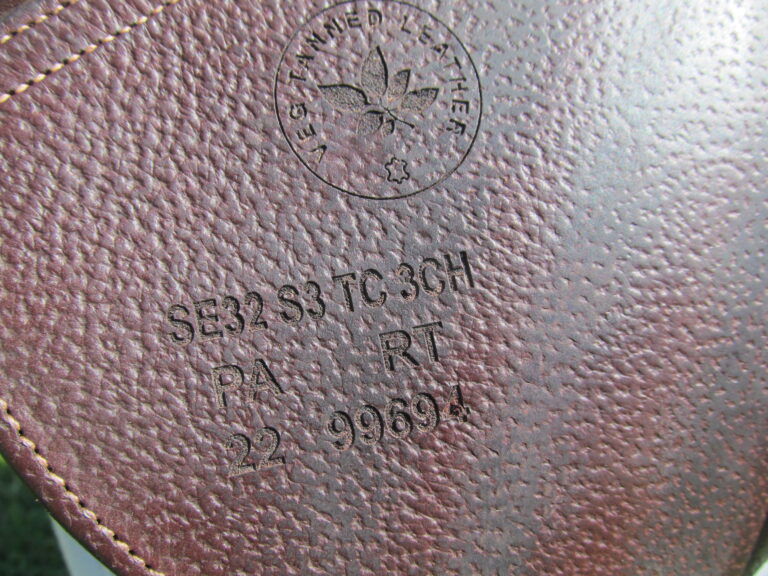 VEG TANNED LEATHER
SE32 S3 TC 3CH
PA RT
22 99694